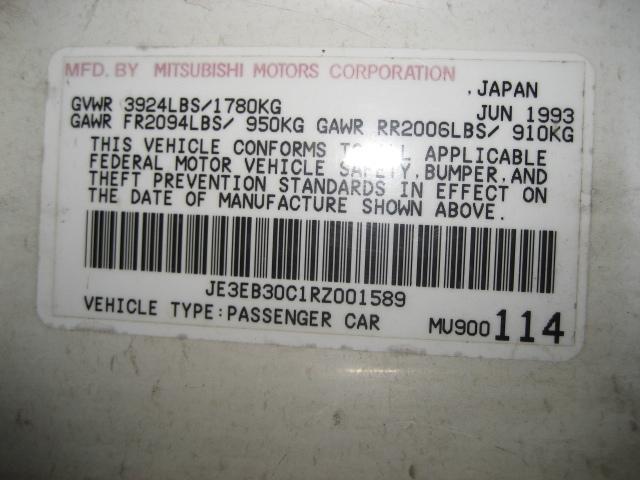 MFD. BY MITSUBISHI MOTORS CORPORATION
.JAPAN
GVWR 3924LBS/1780KG JUN 1993
GAWR FR2094LBS/ 950KG GAWR RR2006LBS/ 910KG
THIS VEHICLE CONFORMS TO ALL APPLICABLE
FEDERAL MOTOR VEHICLE SAFETY,BUMPER,AND
THEFT PREVENTION STANDARDS IN EFFECT ON
THE DATE OF MANUFACTURE SHOWN ABOVE.
JE3EB30C1RZ001589
VEHICLE TYPE:PASSENGER CAR MU900114